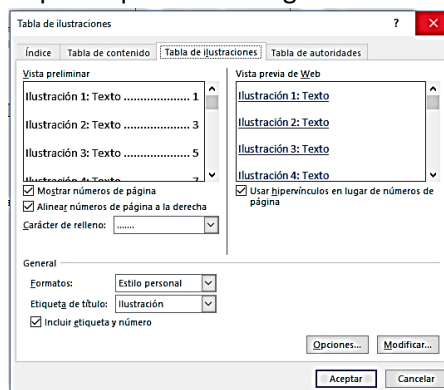 Tabla de ilustraciones ? ×
Índice Tabla de contenido Tabla de ilustraciones Tabla de autoridades
Vista preliminar
Ilustración 1: Texto .................... 1
Ilustración 2: Texto .................... 3
Ilustración 3: Texto .................... 5
Ilustración 4: Texto .................... 7
Mostrar números de página
Alinear números de página a la derecha
Carácter de relleno: .......
Vista previa de Web
Ilustración 1: Texto
Ilustración 2: Texto
Ilustración 3: Texto
Ilustración 4: Texto
Usar hipervínculos en lugar de números de
página
General
Formatos: Estilo personal
Etiqueta de título: Ilustración
Incluir etiqueta y número
Opciones... Modificar...
Aceptar Cancelar